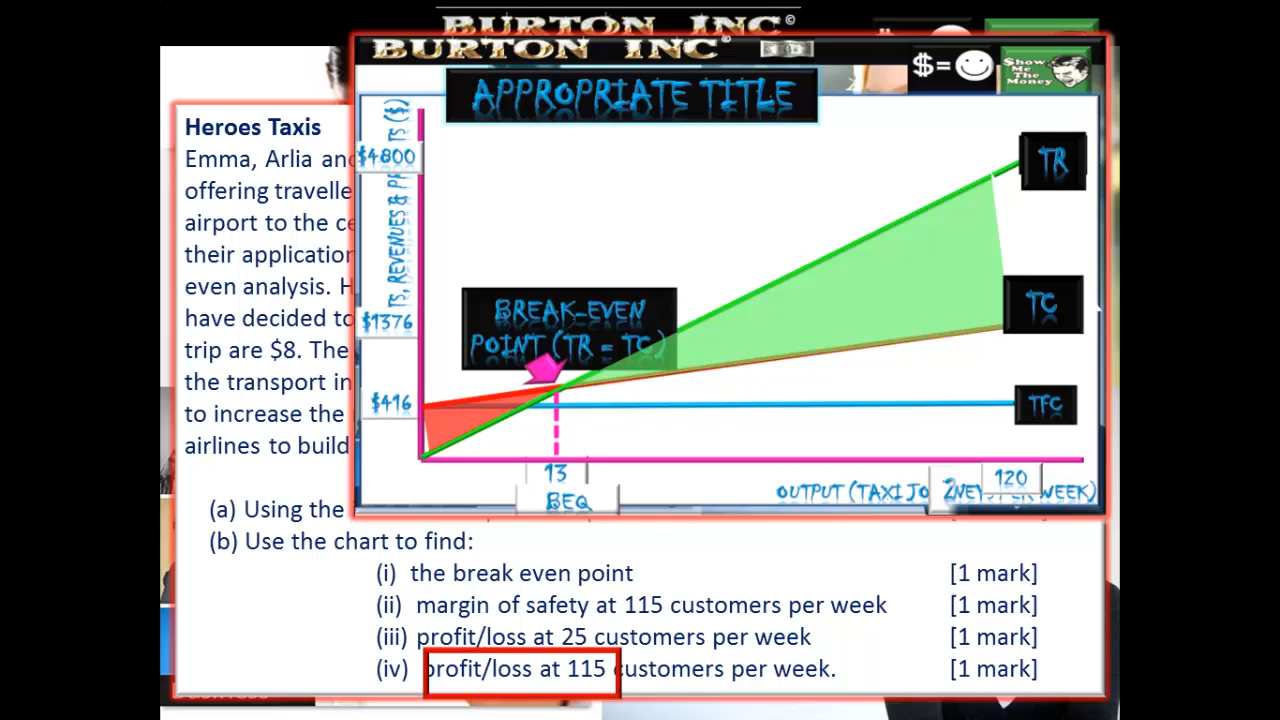 BURTON INC©
BURTON INC©
$=
Show
Me
The
Money
APPROPRIATE TITLE
TS, REVENUES & PR TS ($)
$4800
$1376
$416
TR
TC
TFC
BREAK-EVEN
POINT (TR = TC)
13
BEQ
120
OUTPUT (TAXI JO WEEK)
Heroes Taxis
Emma, Arlia and
offering travelle
airport to the ce
their application
even analysis. H
have decided to
trip are $8. The
the transport in
to increase the
airlines to build
(a) Using the
(b) Use the chart to find:
(i) the break even point [1 mark]
(ii) margin of safety at 115 customers per week [1 mark]
(iii) profit/loss at 25 customers per week [1 mark]
(iv) profit/loss at 115 customers per week. [1 mark]